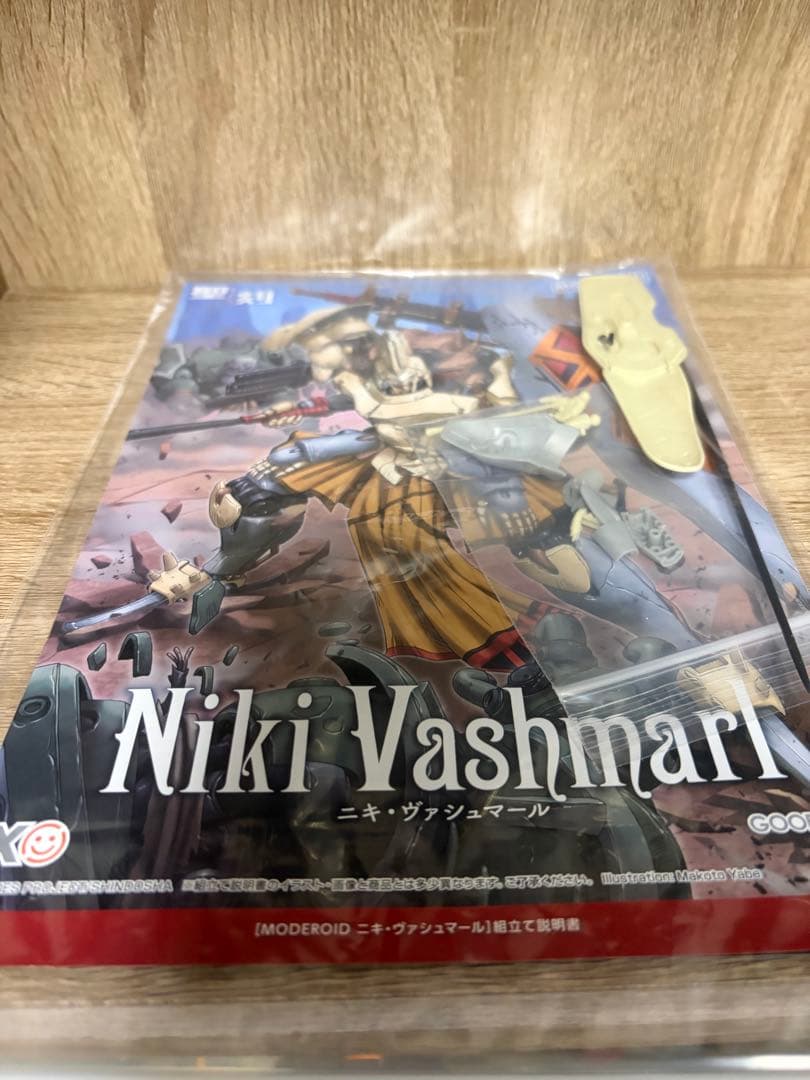 Niki Vashmarl
ニキ・ヴァシュマール
GOOD
PROJECT/SHINDOSHA ※組立て説明書のイラスト・画像と商品とは多少異なります。ご了承ください。 Illustration: Makoto Yabe
[MODEROID ニキ・ヴァシュマール]組立て説明書